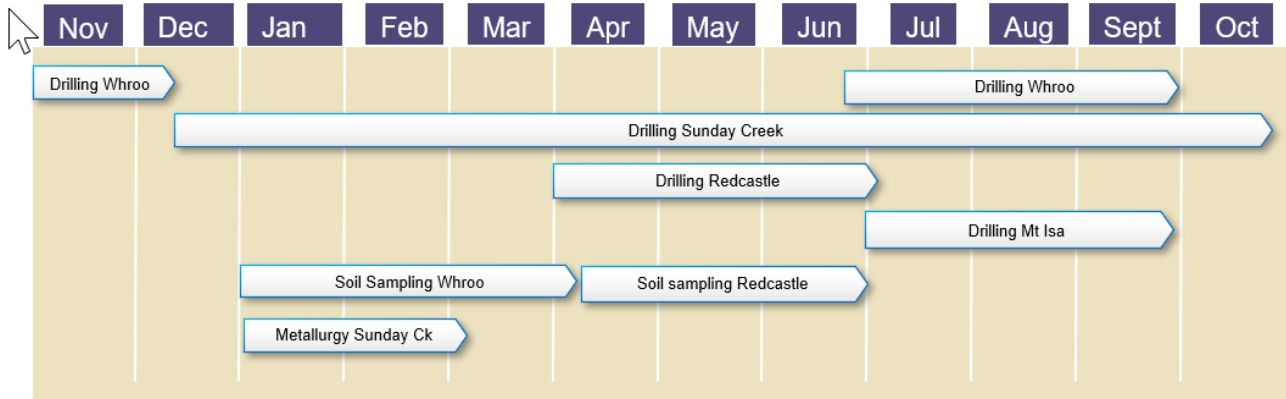 Nov Dec Jan Feb Mar Apr May Jun Jul Aug Sept Oct
Drilling Whroo Drilling Whroo
Drilling Sunday Creek
Drilling Redcastle
Drilling Mt Isa
Soil Sampling Whroo Soil sampling Redcastle
Metallurgy Sunday Ck